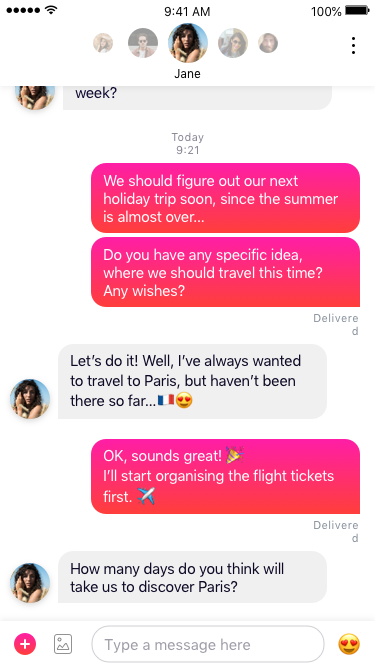 9:41 AM
100%
Jane
week?
Today
9:21
We should figure out our next
holiday trip soon, since the summer
is almost over...
Do you have any specific idea,
where we should travel this time?
Any wishes?
Delivere
d
Let's do it! Well, I've always wanted
to travel to Paris, but haven't been
there so far...🇫🇷😍
OK, sounds great! 🎉
I'll start organising the flight tickets
first. ✈️
Delivere
d
How many days do you think will
take us to discover Paris?
Type a message here